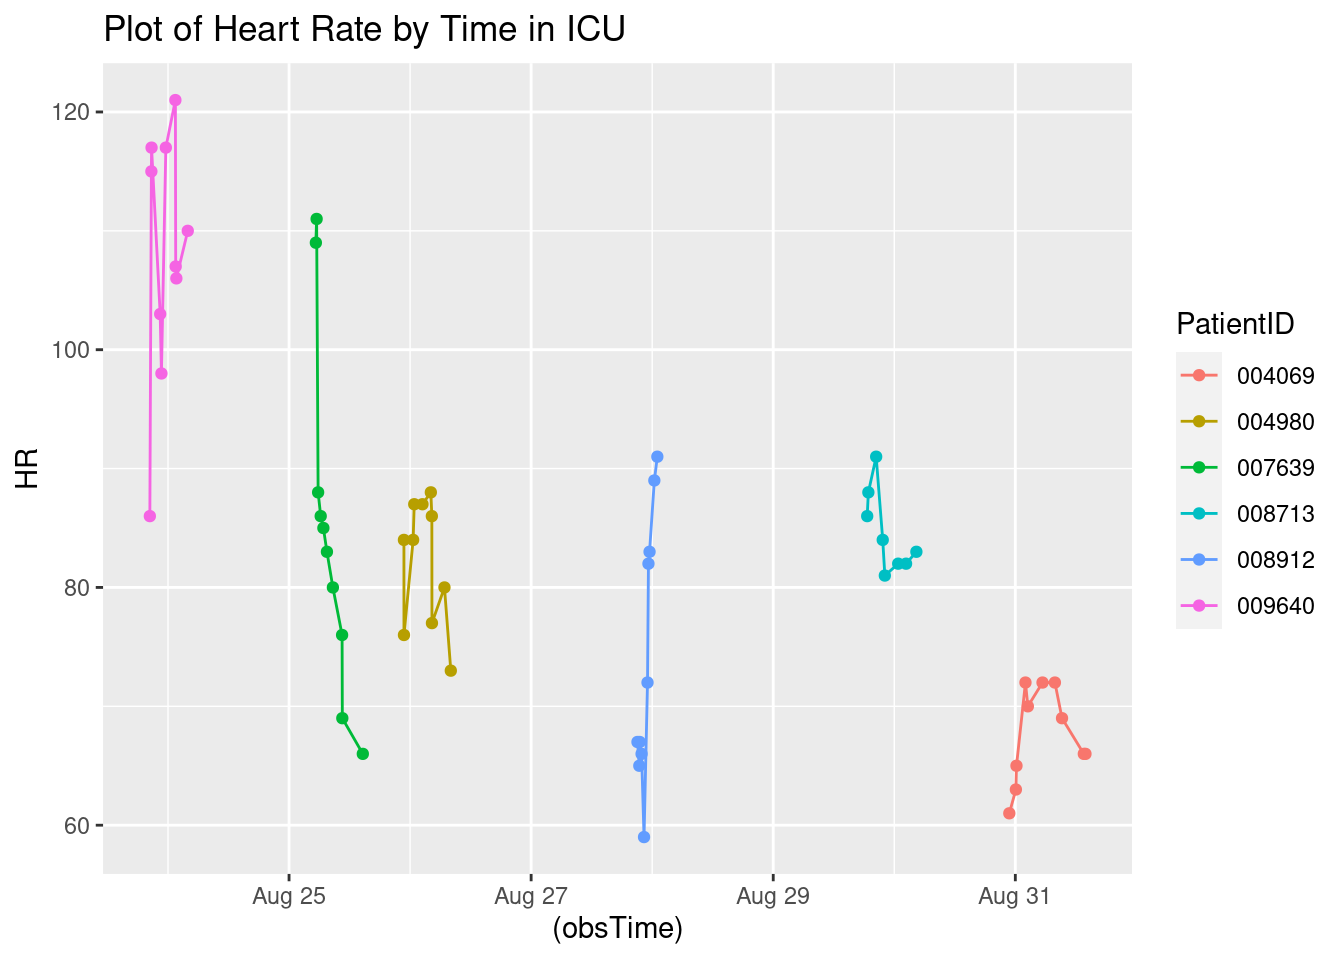 Plot of Heart Rate by Time in ICU
120
100
80
60
HR
Aug 25
Aug 27
Aug 29
Aug 31
(obsTime)
PatientID
004069
004980
007639
008713
008912
009640